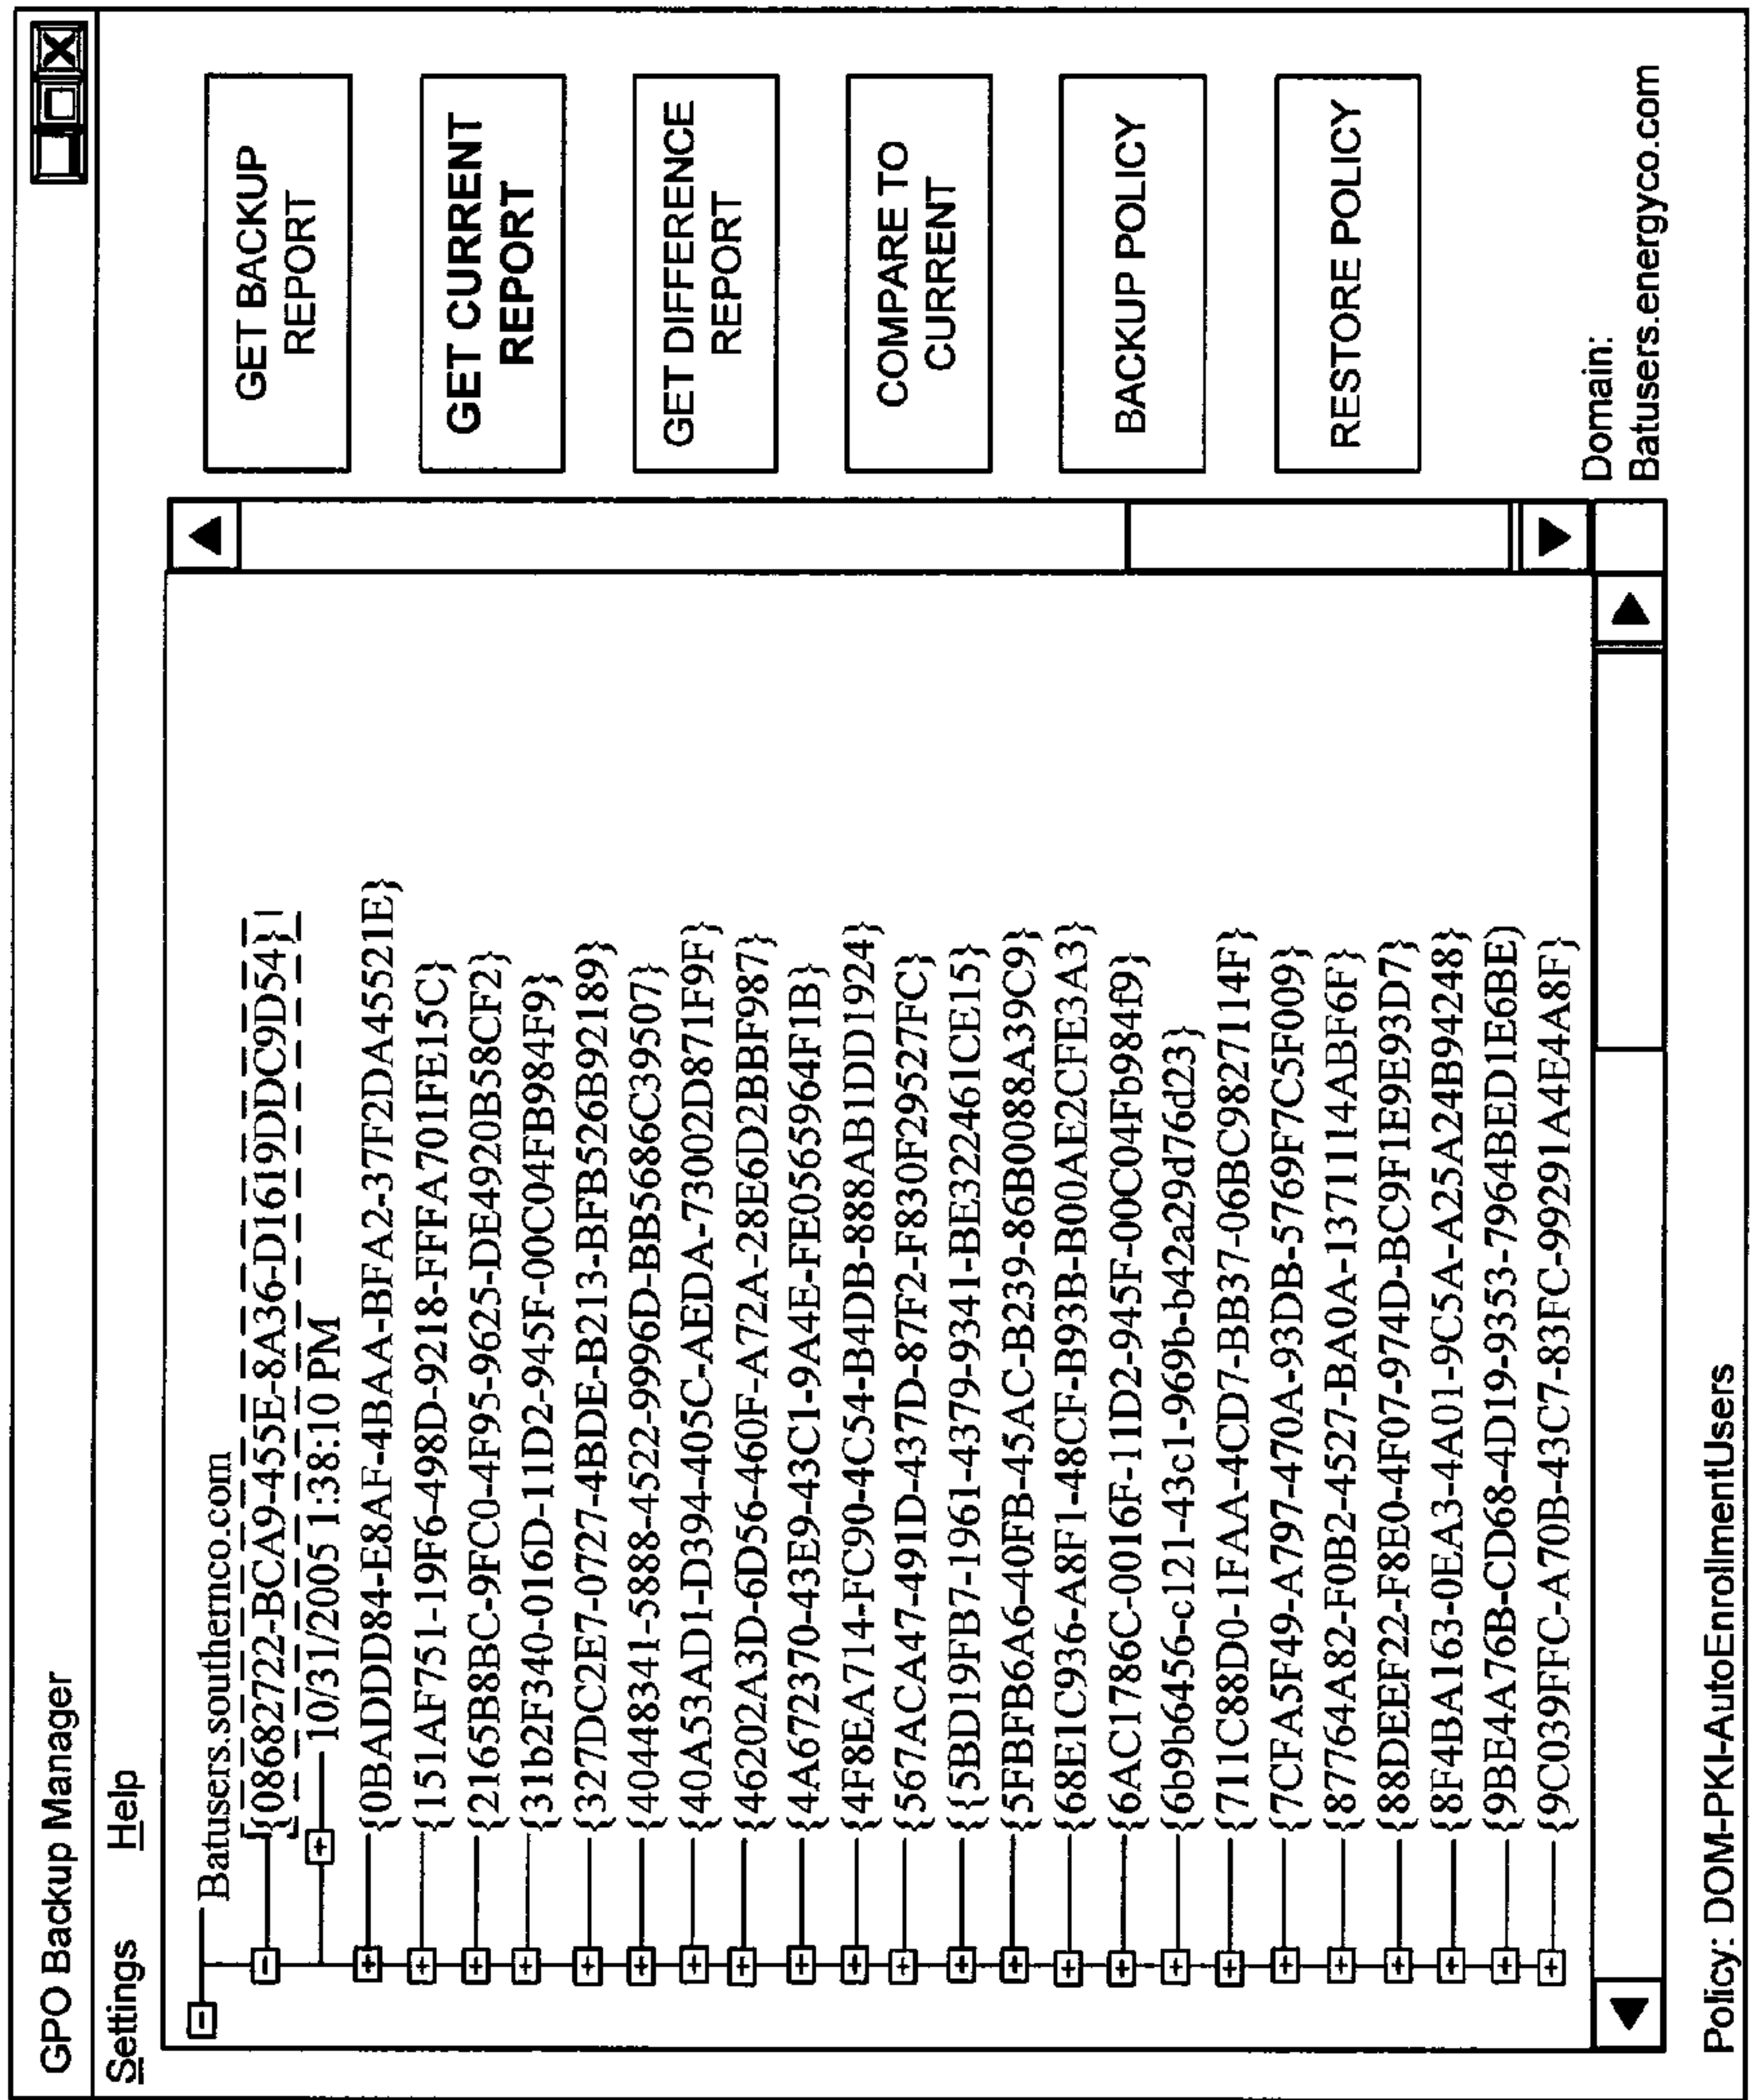 GPO Backup Manager
Settings Help
Batusers.southernco.com
{08682722-BCA9-455E-8A36-D1619DDC9D54}
10/31/2005 1:38:10 PM
{0BADDD84-E8AF-4BAA-BFA2-37F2DA45521E}
{151AF751-19F6-498D-9218-FFFA701FE15C}
{2165B8BC-9FC0-4F95-9625-DE4920B58CF2}
{31b2F340-016D-11D2-945F-00C04FB984F9}
{327DC2E7-0727-4BDE-B213-BFB526B92189}
{40448341-5888-4522-9996D-BB5686C39507}
{40A53AD1-D394-405C-AEDA-73002D871F9F}
{46202A3D-6D56-460F-A72A-28E6D2BBF987}
{4A672370-43E9-43C1-9A4E-FE0565964F1B}
{4F8EA714-FC90-4C54-B4DB-888AB1DD1924}
{567ACA47-491D-437D-87F2-F830F29527FC}
{{5BD19FB7-1961-4379-9341-BE322461CE15}
{5FBFB6A6-40FB-45AC-B239-86B0088A39C9}
{68E1C936-A8F1-48CF-B93B-B00AE2CFE3A3}
{6AC1786C-0016F-11D2-945F-00C04Fb984f9}
{6b9b6456-c121-43c1-969b-b42a29d76d23}
{711C88D0-1FAA-4CD7-BB37-06BC9827114F}
{7CFA5F49-A797-470A-93DB-5769F7C5F009}
{87764A82-F0B2-4527-BA0A-1371114ABF6F}
{88DEEF22-F8E0-4F07-974D-BC9F1E9E93D7}
{8F4BA163-0EA3-4A01-9C5A-A25A24B94248}
{9BE4A76B-CD68-4D19-9353-7964BED1E6BE)
{9C039FFC-A70B-43C7-83FC-99291A4E4A8F}
GET BACKUP
REPORT
GET CURRENT
REPORT
GET DIFFERENCE
REPORT
COMPARE TO
CURRENT
BACKUP POLICY
RESTORE POLICY
Domain:
Batusers.energyco.com
Policy: DOM-PKI-AutoEnrollmentUsers